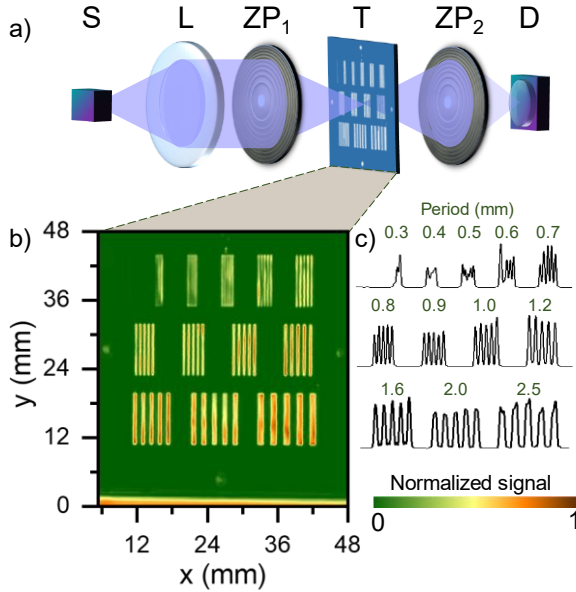 a)
S L ZP1 T ZP2 D
b)
48
36
24
12
0
y (mm)
12 24 36 48
x (mm)
c)
Period (mm)
0.3 0.4 0.5 0.6 0.7
0.8 0.9 1.0 1.2
1.6 2.0 2.5
Normalized signal
0 1